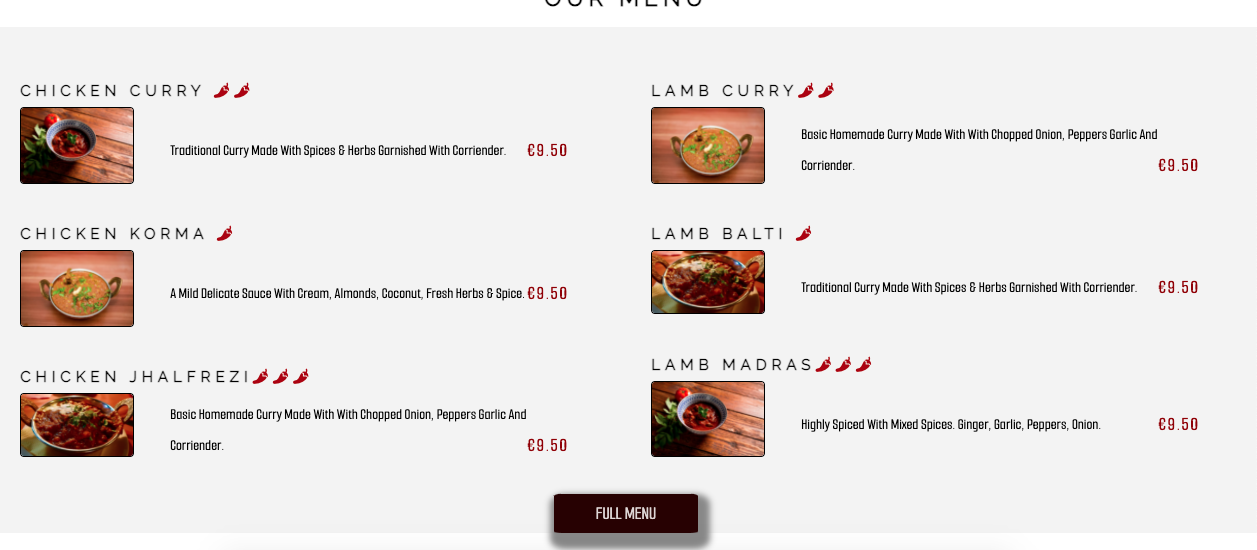 OUR MENU
CHICKEN CURRY
Traditional Curry Made With Spices & Herbs Garnished With Corriender. €9.50
CHICKEN KORMA
A Mild Delicate Sauce With Cream, Almonds, Coconut, Fresh Herbs & Spice. €9.50
CHICKEN JHALFREZI
Basic Homemade Curry Made With With Chopped Onion, Peppers Garlic And
Corriender. €9.50
LAMB CURRY
Basic Homemade Curry Made With With Chopped Onion, Peppers Garlic And
Corriender. €9.50
LAMB BALTI
Traditional Curry Made With Spices & Herbs Garnished With Corriender. €9.50
LAMB MADRAS
Highly Spiced With Mixed Spices. Ginger, Garlic, Peppers, Onion. €9.50
FULL MENU